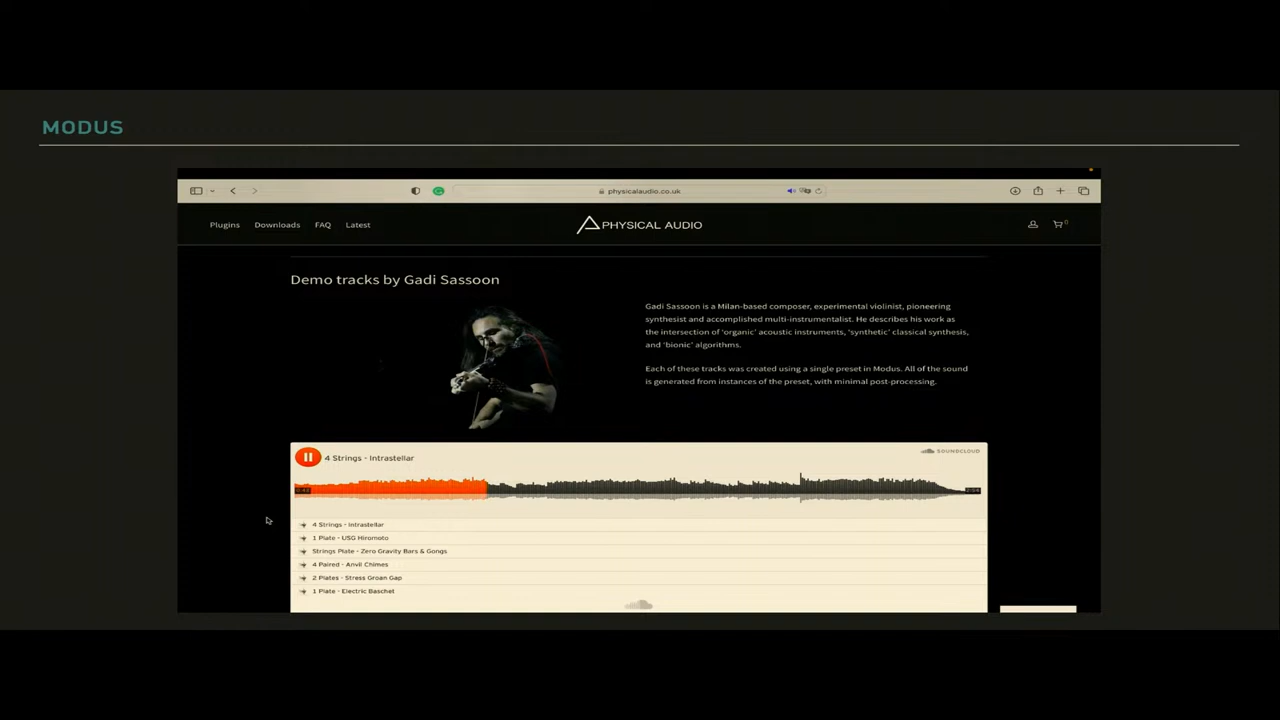 MODUS
physicalaudio.co.uk
Plugins Downloads FAQ Latest
PHYSICAL AUDIO
0
Demo tracks by Gadi Sassoon
Gadi Sassoon is a Milan-based composer, experimental violinist, pioneering
synthesist and accomplished multi-instrumentalist. He describes his work as
the intersection of 'organic' acoustic instruments, 'synthetic' classical synthesis,
and 'bionic' algorithms.
Each of these tracks was created using a single preset in Modus. All of the sound
is generated from instances of the preset, with minimal post-processing.
4 Strings - Intrastellar
SOUNDCLOUD
2:54
4 Strings - Intrastellar
1 Plate - USG Hiromoto
Strings Plate - Zero Gravity Bars & Gongs
4 Paired - Anvil Chimes
2 Plates - Stress Groan Gap
1 Plate - Electric Baschet